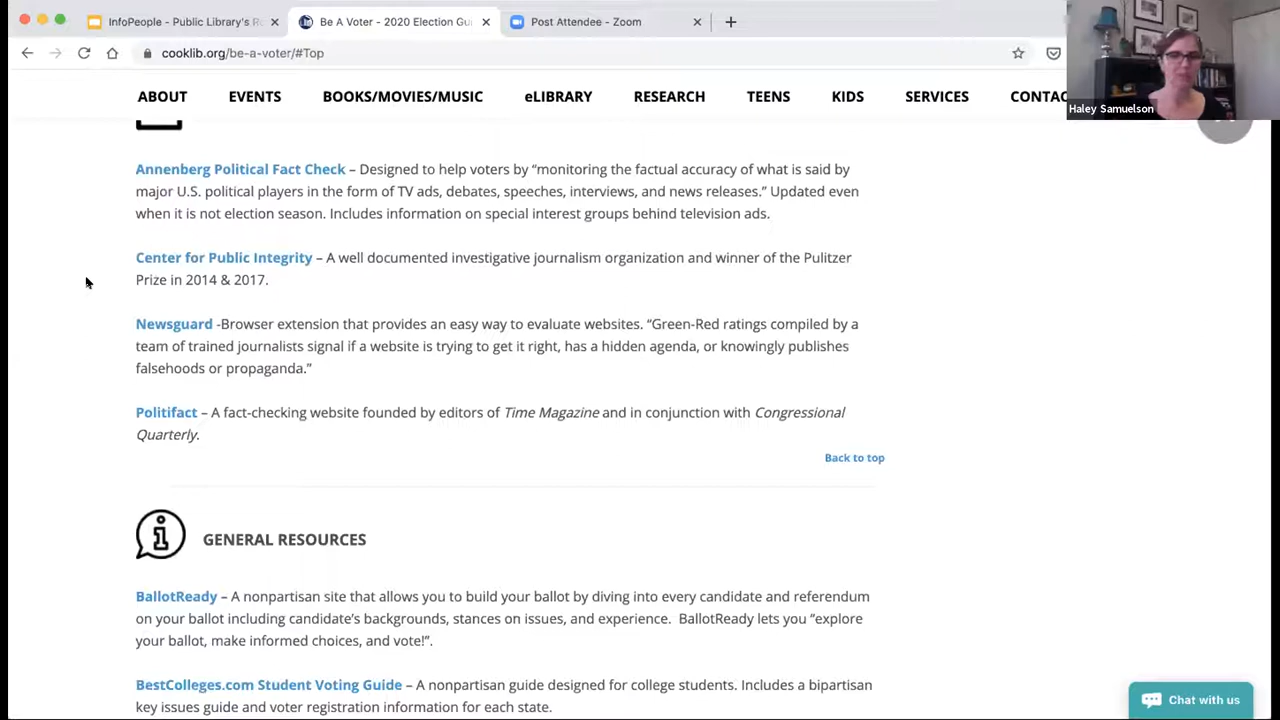 InfoPeople - Public Library's R
Be A Voter - 2020 Election Gu
Post Attendee - Zoom
cooklib.org/be-a-voter/#Top
Haley Samuelson
ABOUT EVENTS BOOKS/MOVIES/MUSIC eLIBRARY RESEARCH TEENS KIDS SERVICES CONTAC
Annenberg Political Fact Check – Designed to help voters by “monitoring the factual accuracy of what is said by
major U.S. political players in the form of TV ads, debates, speeches, interviews, and news releases.” Updated even
when it is not election season. Includes information on special interest groups behind television ads.
Center for Public Integrity – A well documented investigative journalism organization and winner of the Pulitzer
Prize in 2014 & 2017.
Newsguard -Browser extension that provides an easy way to evaluate websites. “Green-Red ratings compiled by a
team of trained journalists signal if a website is trying to get it right, has a hidden agenda, or knowingly publishes
falsehoods or propaganda.”
Politifact – A fact-checking website founded by editors of Time Magazine and in conjunction with Congressional
Quarterly.
Back to top
GENERAL RESOURCES
BallotReady – A nonpartisan site that allows you to build your ballot by diving into every candidate and referendum
on your ballot including candidate’s backgrounds, stances on issues, and experience. BallotReady lets you “explore
your ballot, make informed choices, and vote!”.
BestColleges.com Student Voting Guide – A nonpartisan guide designed for college students. Includes a bipartisan
key issues guide and voter registration information for each state.
Chat with us